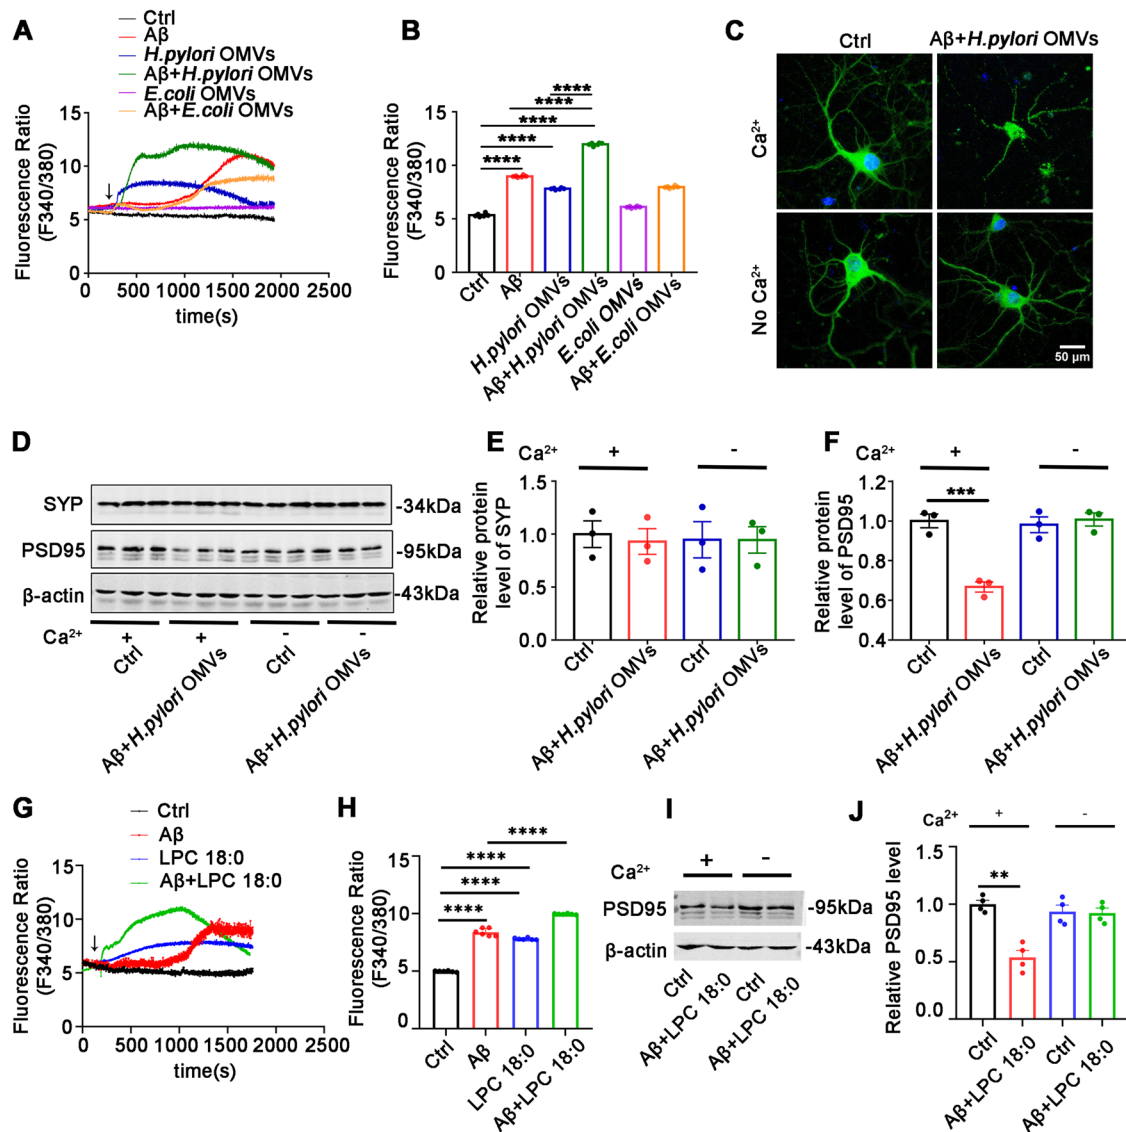 A
Ctrl
Aβ
H.pylori OMVs
Aβ+H.pylori OMVs
E.coli OMVs
Aβ+E.coli OMVs
Fluorescence Ratio
(F340/380)
15
10
5
0
0 500 1000 1500 2000 2500
time(s)
B
Fluorescence Ratio
(F340/380)
15
10
5
0
****
****
****
****
****
Ctrl
Aβ
H.pylori OMVs
Aβ+H.pylori OMVs
E.coli OMVs
Aβ+E.coli OMVs
C
Ctrl
Aβ+H.pylori OMVs
Ca²⁺
No Ca²⁺
50 µm
D
SYP
-34kDa
PSD95
-95kDa
β-actin
-43kDa
Ca²⁺
+ + - -
Ctrl
Aβ+H.pylori OMVs
Ctrl
Aβ+H.pylori OMVs
E
Ca²⁺
+ -
Relative protein
level of SYP
1.5
1.0
0.5
0.0
Ctrl
Aβ+H.pylori OMVs
Ctrl
Aβ+H.pylori OMVs
F
Ca²⁺
+ -
Relative protein
level of PSD95
1.2
1.0
0.8
0.6
0.4
***
Ctrl
Aβ+H.pylori OMVs
Ctrl
Aβ+H.pylori OMVs
G
Ctrl
Aβ
LPC 18:0
Aβ+LPC 18:0
Fluorescence Ratio
(F340/380)
15
10
5
0
0 500 1000 1500 2000 2500
time(s)
H
Fluorescence Ratio
(F340/380)
15
10
5
0
****
****
****
****
Ctrl
Aβ
LPC 18:0
Aβ+LPC 18:0
I
Ca²⁺
+ -
PSD95
-95kDa
β-actin
-43kDa
Ctrl
Aβ+LPC 18:0
Ctrl
Aβ+LPC 18:0
J
Ca²⁺
+ -
Relative PSD95 level
1.5
1.0
0.5
0.0
**
Ctrl
Aβ+LPC 18:0
Ctrl
Aβ+LPC 18:0